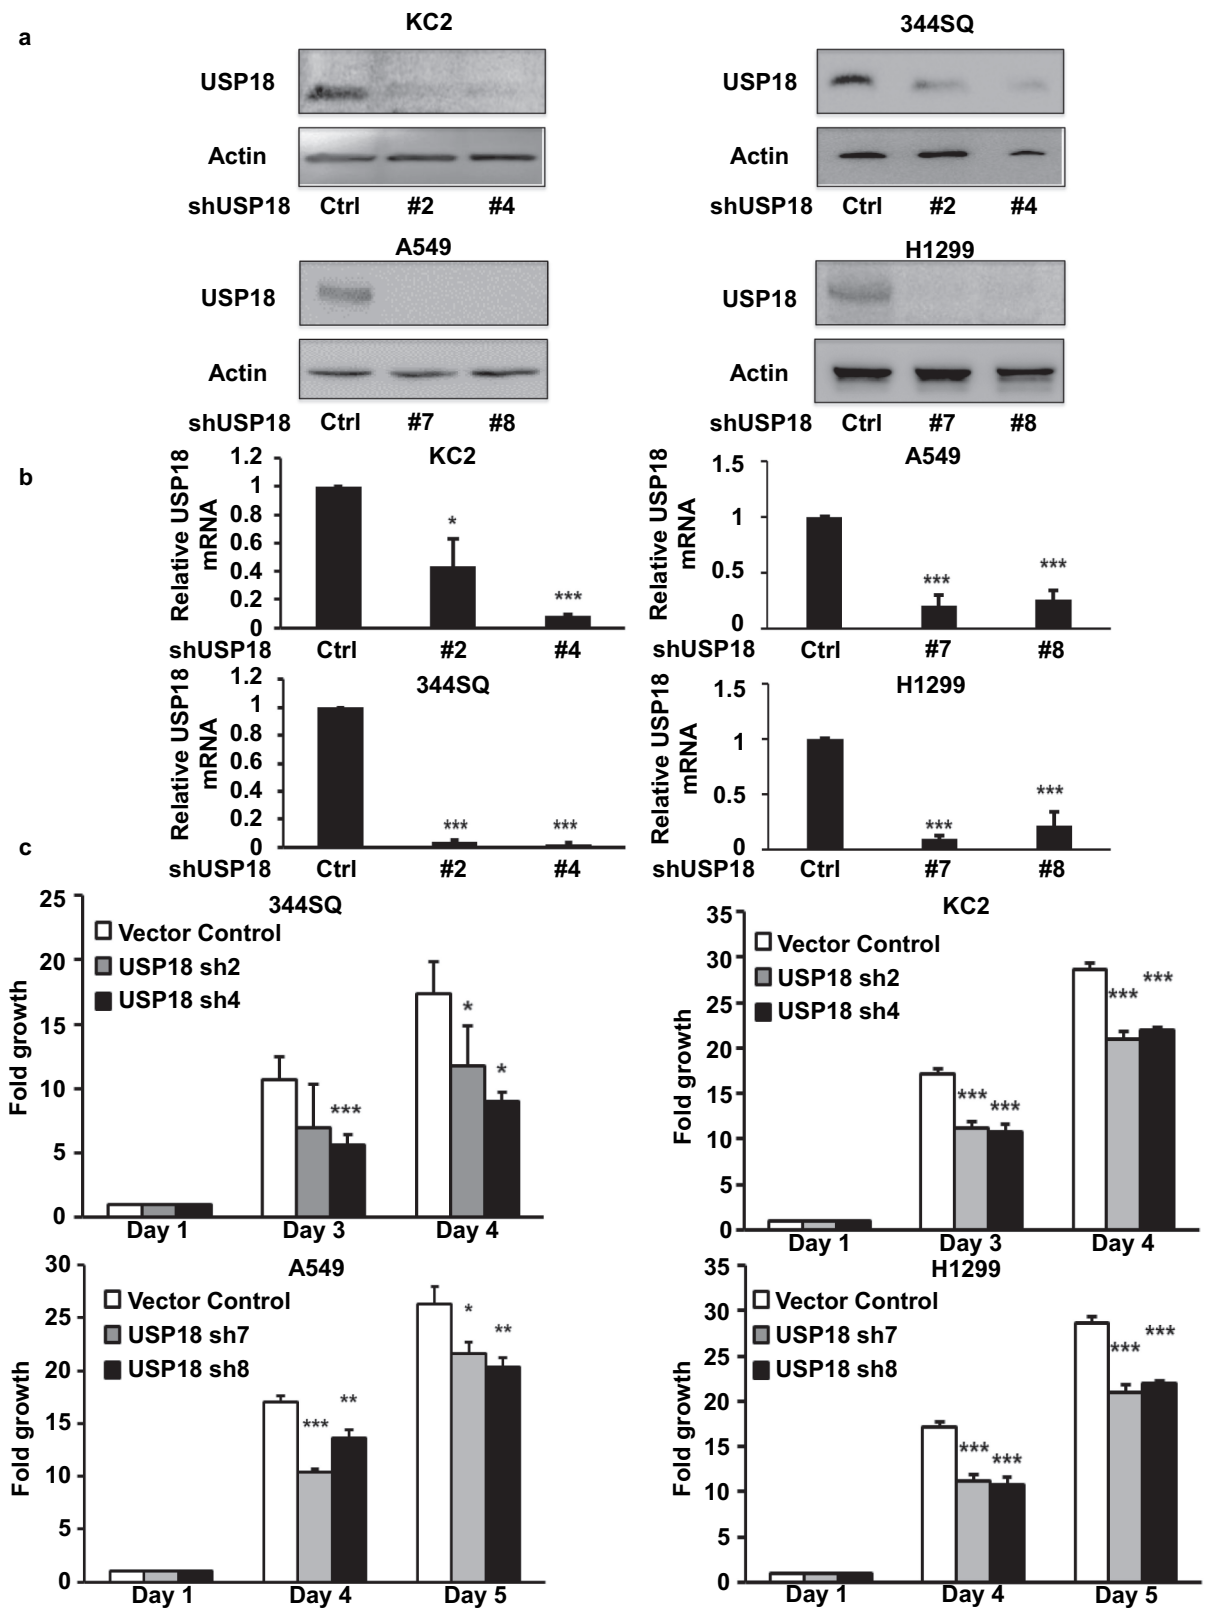 a
KC2
344SQ
USP18
USP18
Actin
Actin
shUSP18 Ctrl #2 #4
shUSP18 Ctrl #2 #4
A549
H1299
USP18
USP18
Actin
Actin
shUSP18 Ctrl #7 #8
shUSP18 Ctrl #7 #8
b
KC2
Relative USP18
mRNA
1.2
1
0.8
0.6
0.4
0.2
0
*
***
shUSP18 Ctrl #2 #4
A549
Relative USP18
mRNA
1.5
1
0.5
0
***
***
shUSP18 Ctrl #7 #8
344SQ
Relative USP18
mRNA
1.2
1
0.8
0.6
0.4
0.2
0
***
***
shUSP18 Ctrl #2 #4
H1299
Relative USP18
mRNA
1.5
1
0.5
0
***
***
shUSP18 Ctrl #7 #8
c
344SQ
Vector Control
USP18 sh2
USP18 sh4
Fold growth
25
20
15
10
5
0
***
*
*
Day 1 Day 3 Day 4
KC2
Vector Control
USP18 sh2
USP18 sh4
Fold growth
35
30
25
20
15
10
5
0
***
***
***
***
Day 1 Day 3 Day 4
A549
Vector Control
USP18 sh7
USP18 sh8
Fold growth
30
25
20
15
10
5
0
***
**
*
**
Day 1 Day 4 Day 5
H1299
Vector Control
USP18 sh7
USP18 sh8
Fold growth
35
30
25
20
15
10
5
0
***
***
***
***
Day 1 Day 4 Day 5